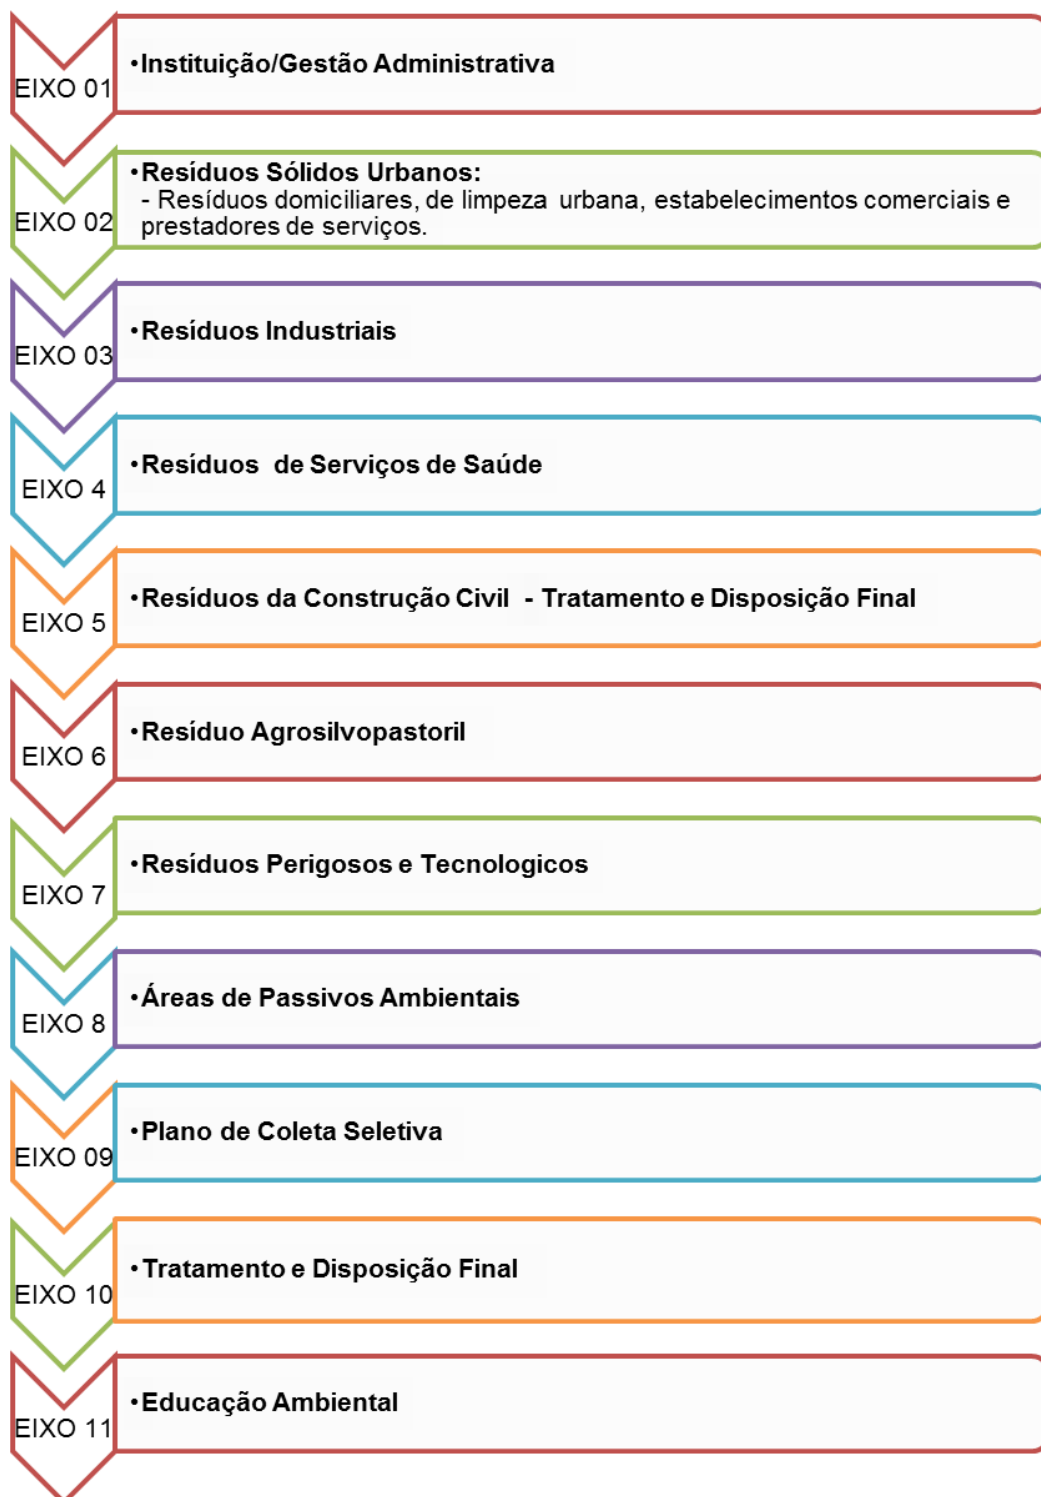 EIXO 01
•Instituição/Gestão Administrativa
EIXO 02
•Resíduos Sólidos Urbanos:
- Resíduos domiciliares, de limpeza urbana, estabelecimentos comerciais e
prestadores de serviços.
EIXO 03
•Resíduos Industriais
EIXO 4
•Resíduos de Serviços de Saúde
EIXO 5
•Resíduos da Construção Civil - Tratamento e Disposição Final
EIXO 6
•Resíduo Agrosilvopastoril
EIXO 7
•Resíduos Perigosos e Tecnologicos
EIXO 8
•Áreas de Passivos Ambientais
EIXO 09
•Plano de Coleta Seletiva
EIXO 10
•Tratamento e Disposição Final
EIXO 11
•Educação Ambiental